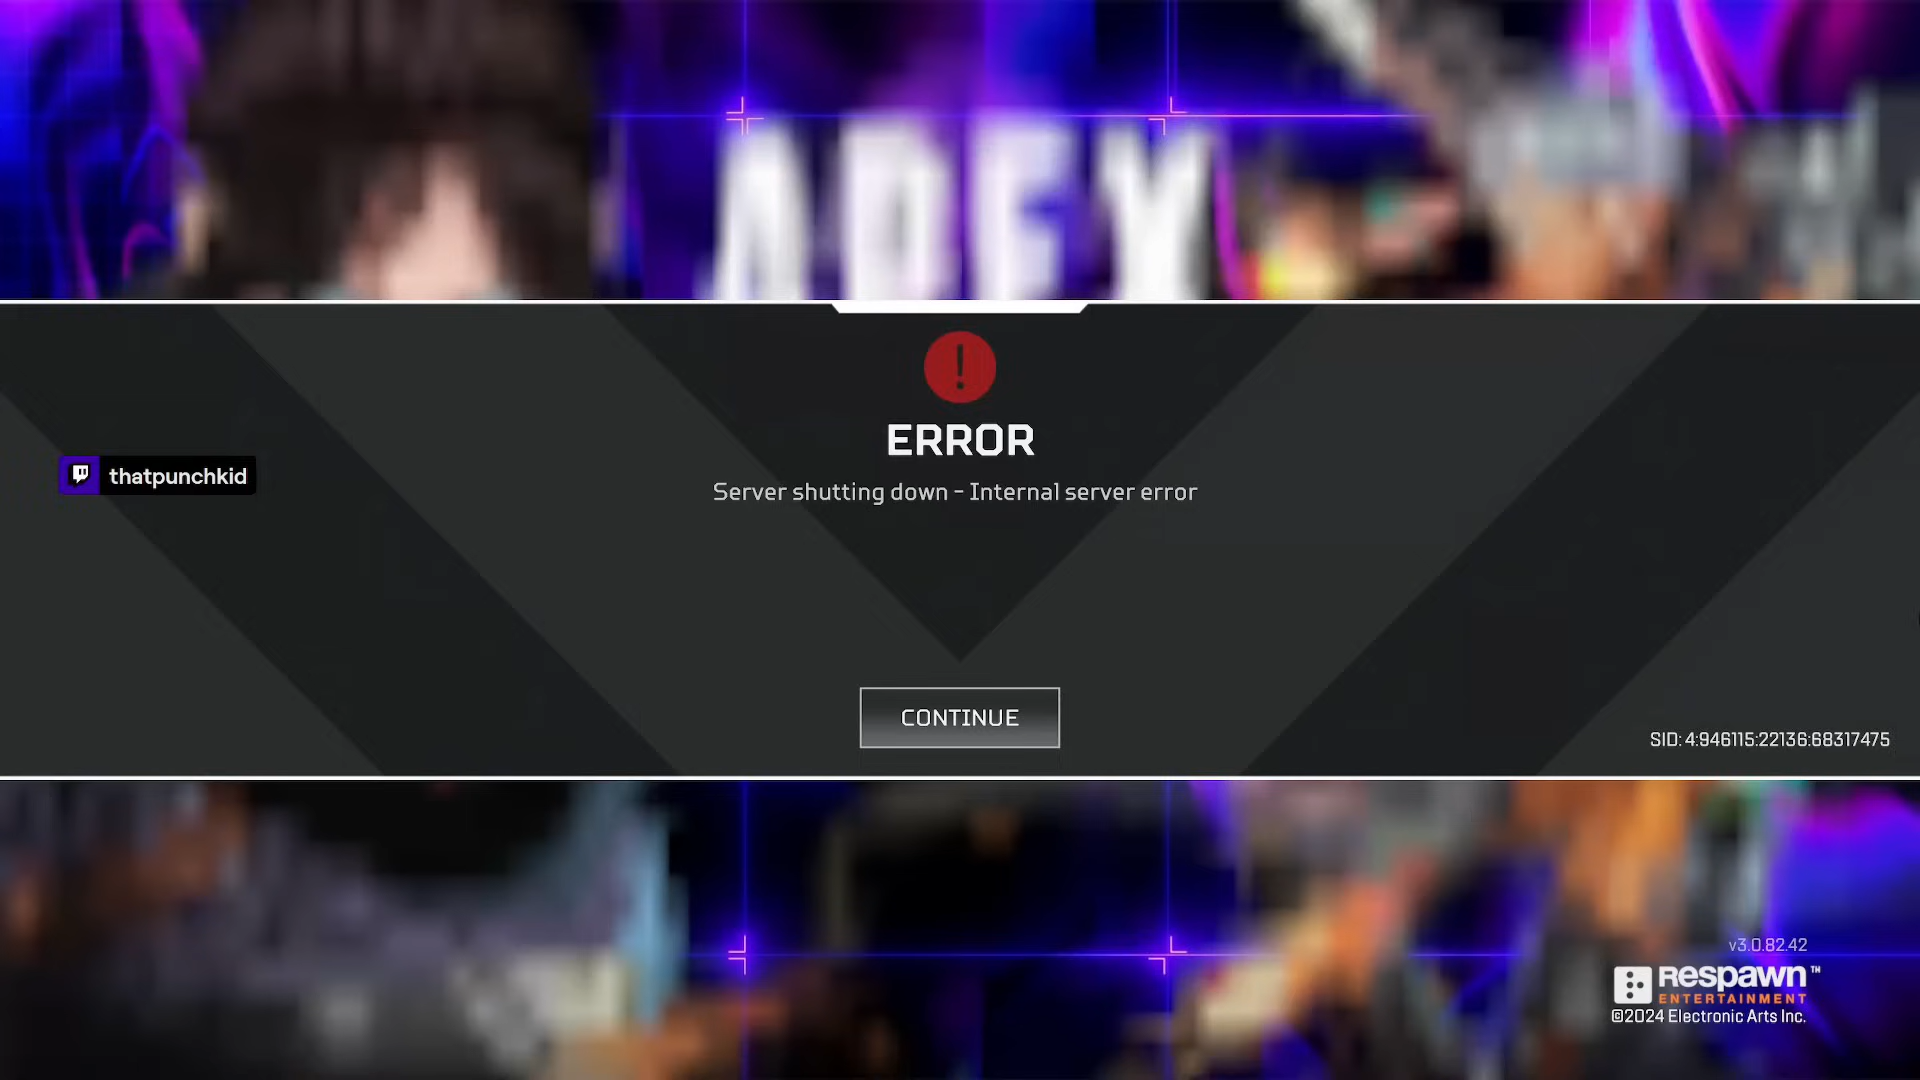 APEX
!
ERROR
Server shutting down - Internal server error
thatpunchkid
CONTINUE
SID: 4:946115:22136:68317475
v3.0.82.42
Respawn™
ENTERTAINMENT
©2024 Electronic Arts Inc.